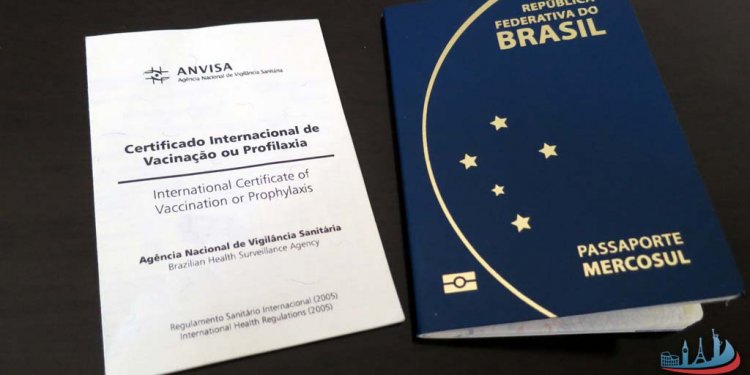 ANVISA
Agência Nacional de Vigilância Sanitária
Certificado Internacional de
Vacinação ou Profilaxia
International Certificate of
Vaccination or Prophylaxis
Agência Nacional de Vigilância Sanitária
Brazilian Health Surveillance Agency
Regulamento Sanitário Internacional (2005)
International Health Regulations (2005)
REPÚBLICA
FEDERATIVA DO
BRASIL
PASSAPORTE
MERCOSUL